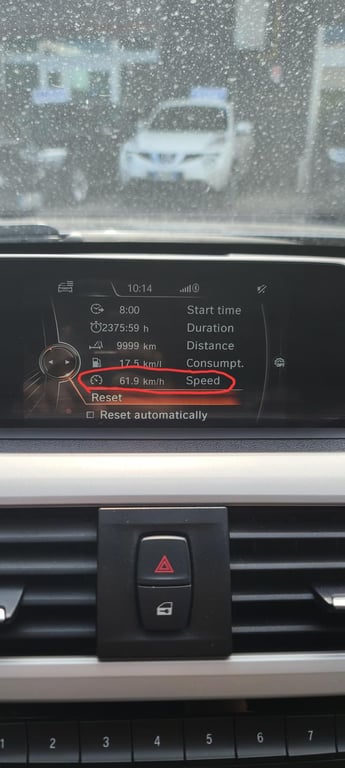 10:14
8:00 Start time
2375:59 h Duration
9999 km Distance
17.5 km/l Consumpt.
61.9 km/h Speed
Reset
Reset automatically
1 2 3 4 5 6 7